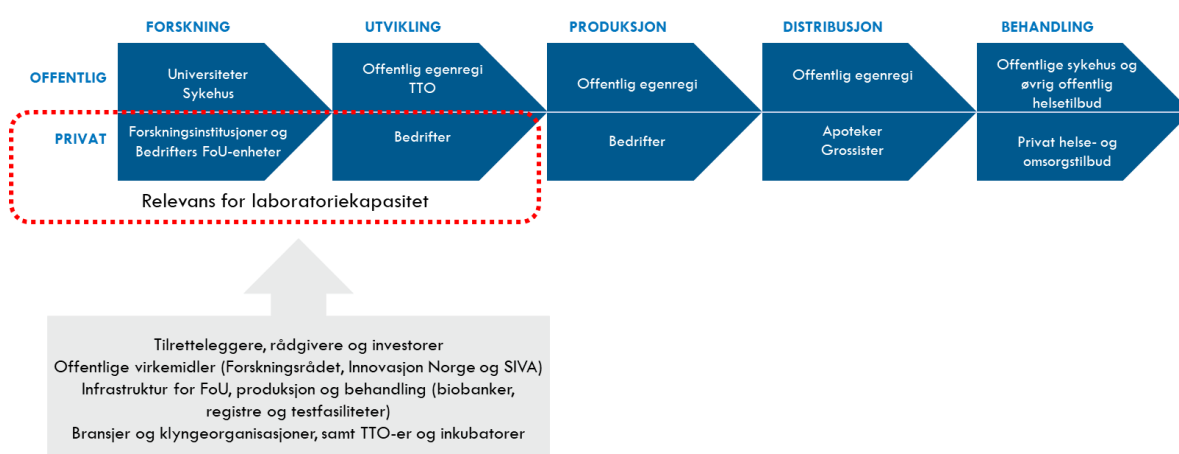 FORSKNING
UTVIKLING
PRODUKSJON
DISTRIBUSJON
BEHANDLING
OFFENTLIG
Universiteter
Sykehus
Offentlig egenregi
TTO
Offentlig egenregi
Offentlig egenregi
Offentlige sykehus og
øvrig offentlig
helsetilbud
PRIVAT
Forskningsinstitusjoner og
Bedrifters FoU-enheter
Bedrifter
Bedrifter
Apoteker
Grossister
Privat helse- og
omsorgstilbud
Relevans for laboratoriekapasitet
Tilretteleggere, rådgivere og investorer
Offentlige virkemidler (Forskningsrådet, Innovasjon Norge og SIVA)
Infrastruktur for FoU, produksjon og behandling (biobanker,
registre og testfasiliteter)
Bransjer og klyngeorganisasjoner, samt TTO-er og inkubatorer